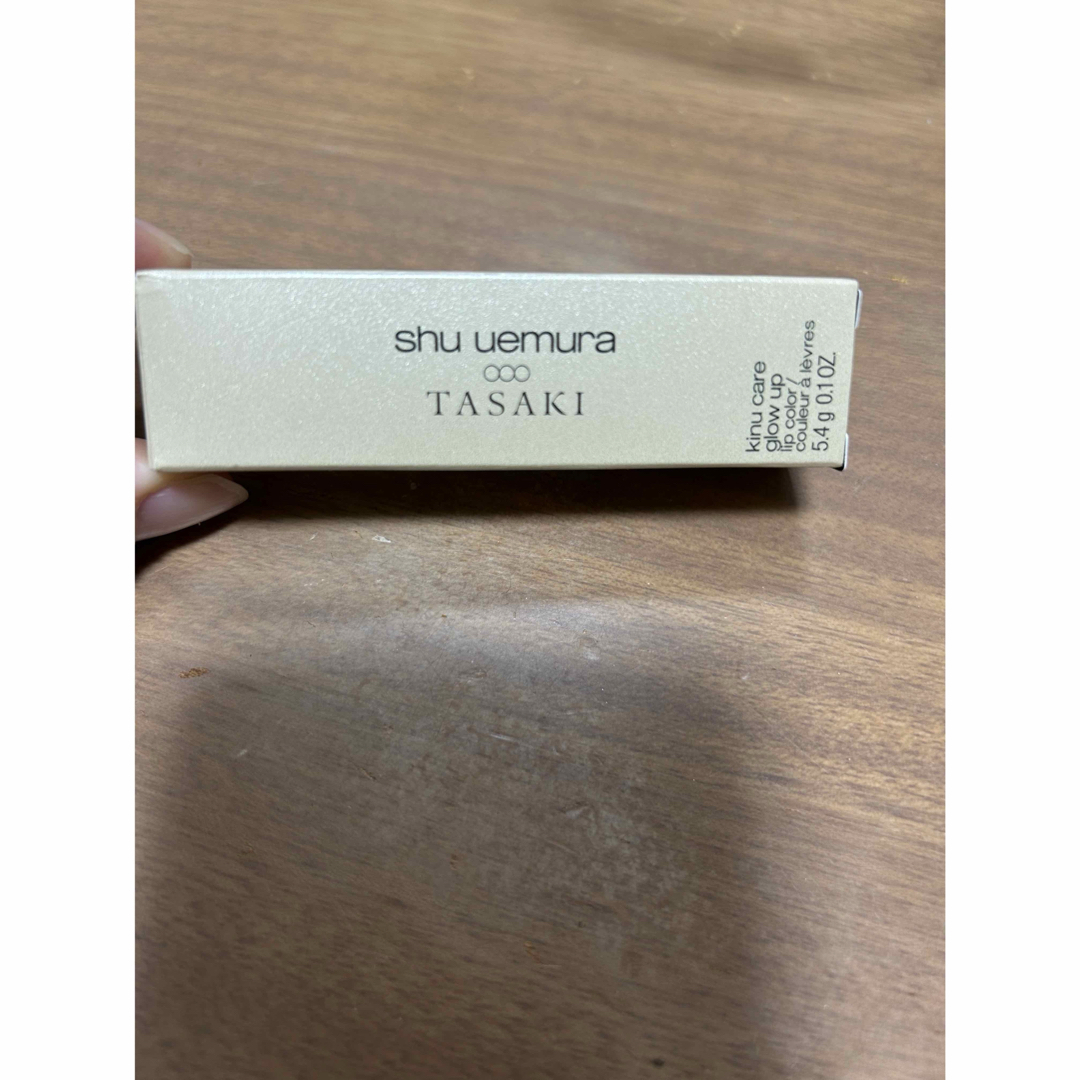 shu uemura
TASAKI
kinu care
glow up
lip color/
couleur à lèvres
5.4 g 0.1 OZ.